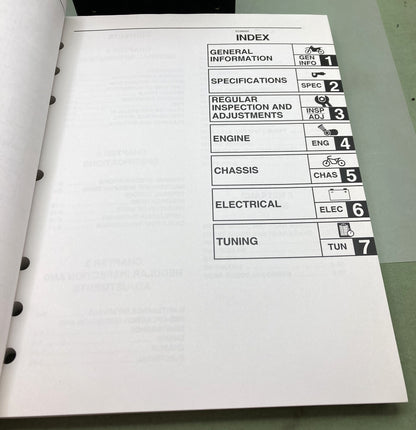 INDEX
GENERAL
INFORMATION
GEN
INFO
1
SPECIFICATIONS
SPEC
2
REGULAR
INSPECTION AND
ADJUSTMENTS
INSP
ADJ
3
ENGINE
ENG
4
CHASSIS
CHAS
5
ELECTRICAL
ELEC
6
TUNING
TUN
7